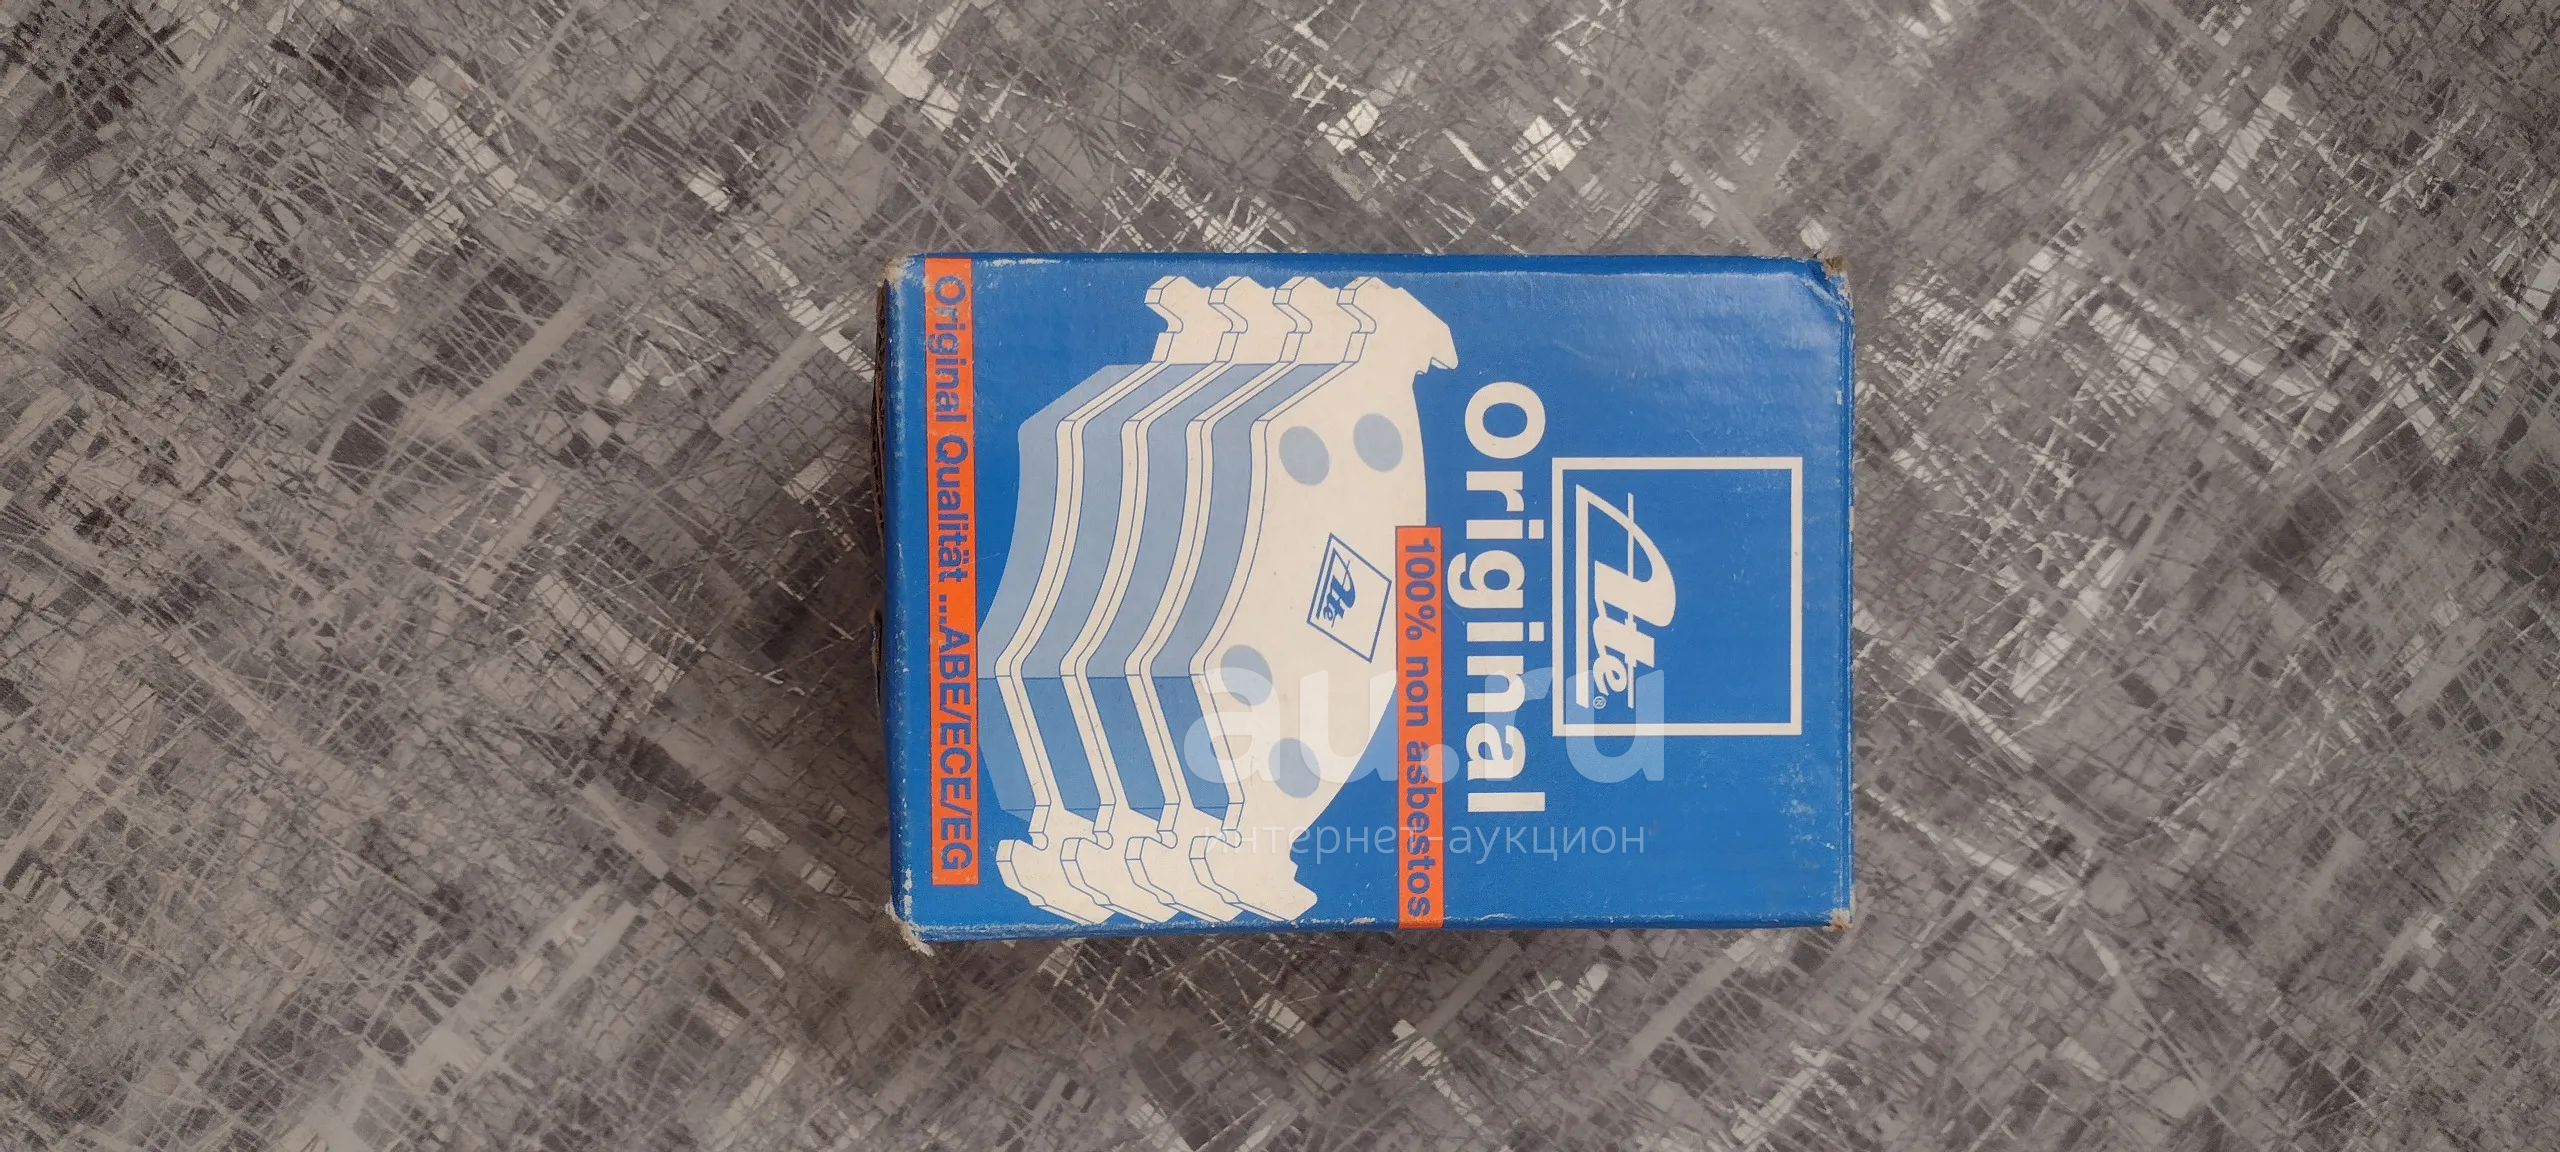 Ate®
Original
100% non asbestos
Ate
Original Qualität ...ABE/ECE/EG
au.ru
интернет-аукцион